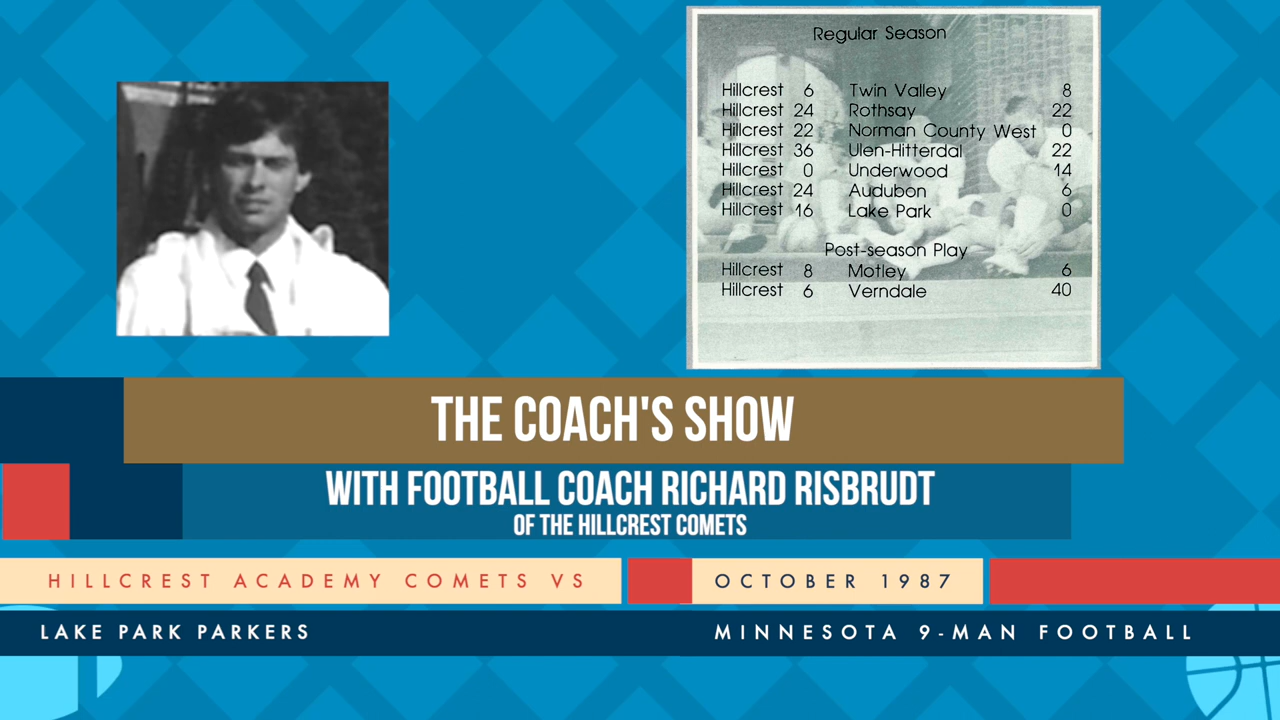 Regular Season
Hillcrest 6 Twin Valley 8
Hillcrest 24 Rothsay 22
Hillcrest 22 Norman County West 0
Hillcrest 36 Ulen-Hitterdal 22
Hillcrest 0 Underwood 14
Hillcrest 24 Audubon 6
Hillcrest 16 Lake Park 0
Post-season Play
Hillcrest 8 Motley 6
Hillcrest 6 Verndale 40
THE COACH'S SHOW
WITH FOOTBALL COACH RICHARD RISBRUDT
OF THE HILLCREST COMETS
HILLCREST ACADEMY COMETS VS OCTOBER 1987
LAKE PARK PARKERS MINNESOTA 9-MAN FOOTBALL